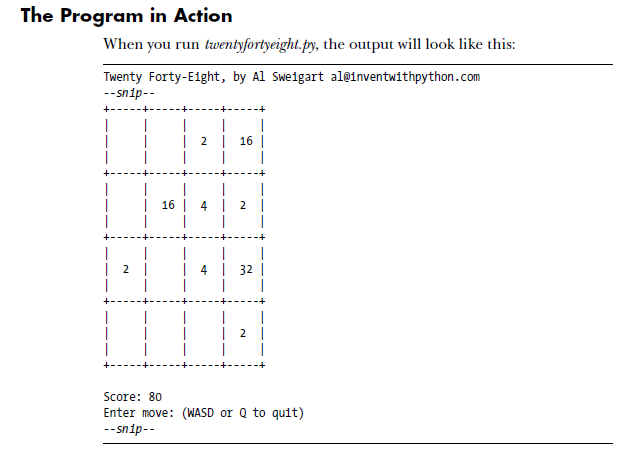 The Program in Action
When you run twentyfortyeight.py, the output will look like this:
Twenty Forty-Eight, by Al Sweigart al@inventwithpython.com
--snip--
+-----+-----+-----+-----+
|     |     |     |     |
|     |     |  2  | 16  |
|     |     |     |     |
+-----+-----+-----+-----+
|     |     |     |     |
|     | 16  |  4  |  2  |
|     |     |     |     |
+-----+-----+-----+-----+
|     |     |     |     |
|  2  |     |  4  | 32  |
|     |     |     |     |
+-----+-----+-----+-----+
|     |     |     |     |
|     |     |     |  2  |
|     |     |     |     |
+-----+-----+-----+-----+
Score: 80
Enter move: (WASD or Q to quit)
--snip--